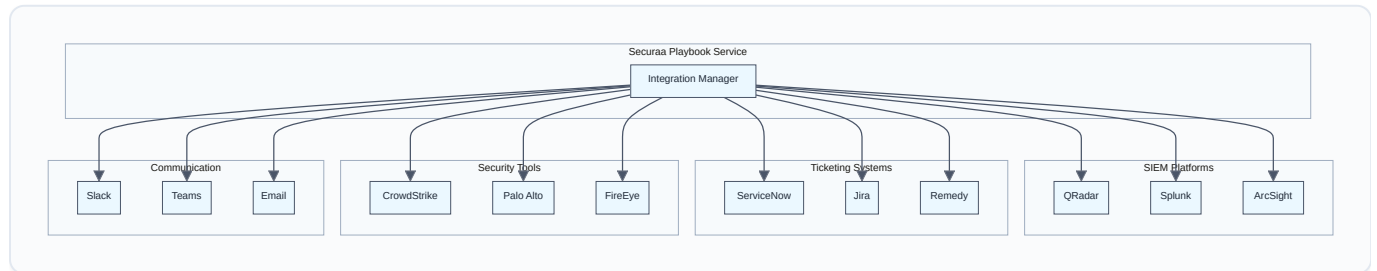 Securaa Playbook Service
Integration Manager
Communication
Security Tools
Ticketing Systems
SIEM Platforms
Slack
Teams
Email
CrowdStrike
Palo Alto
FireEye
ServiceNow
Jira
Remedy
QRadar
Splunk
ArcSight